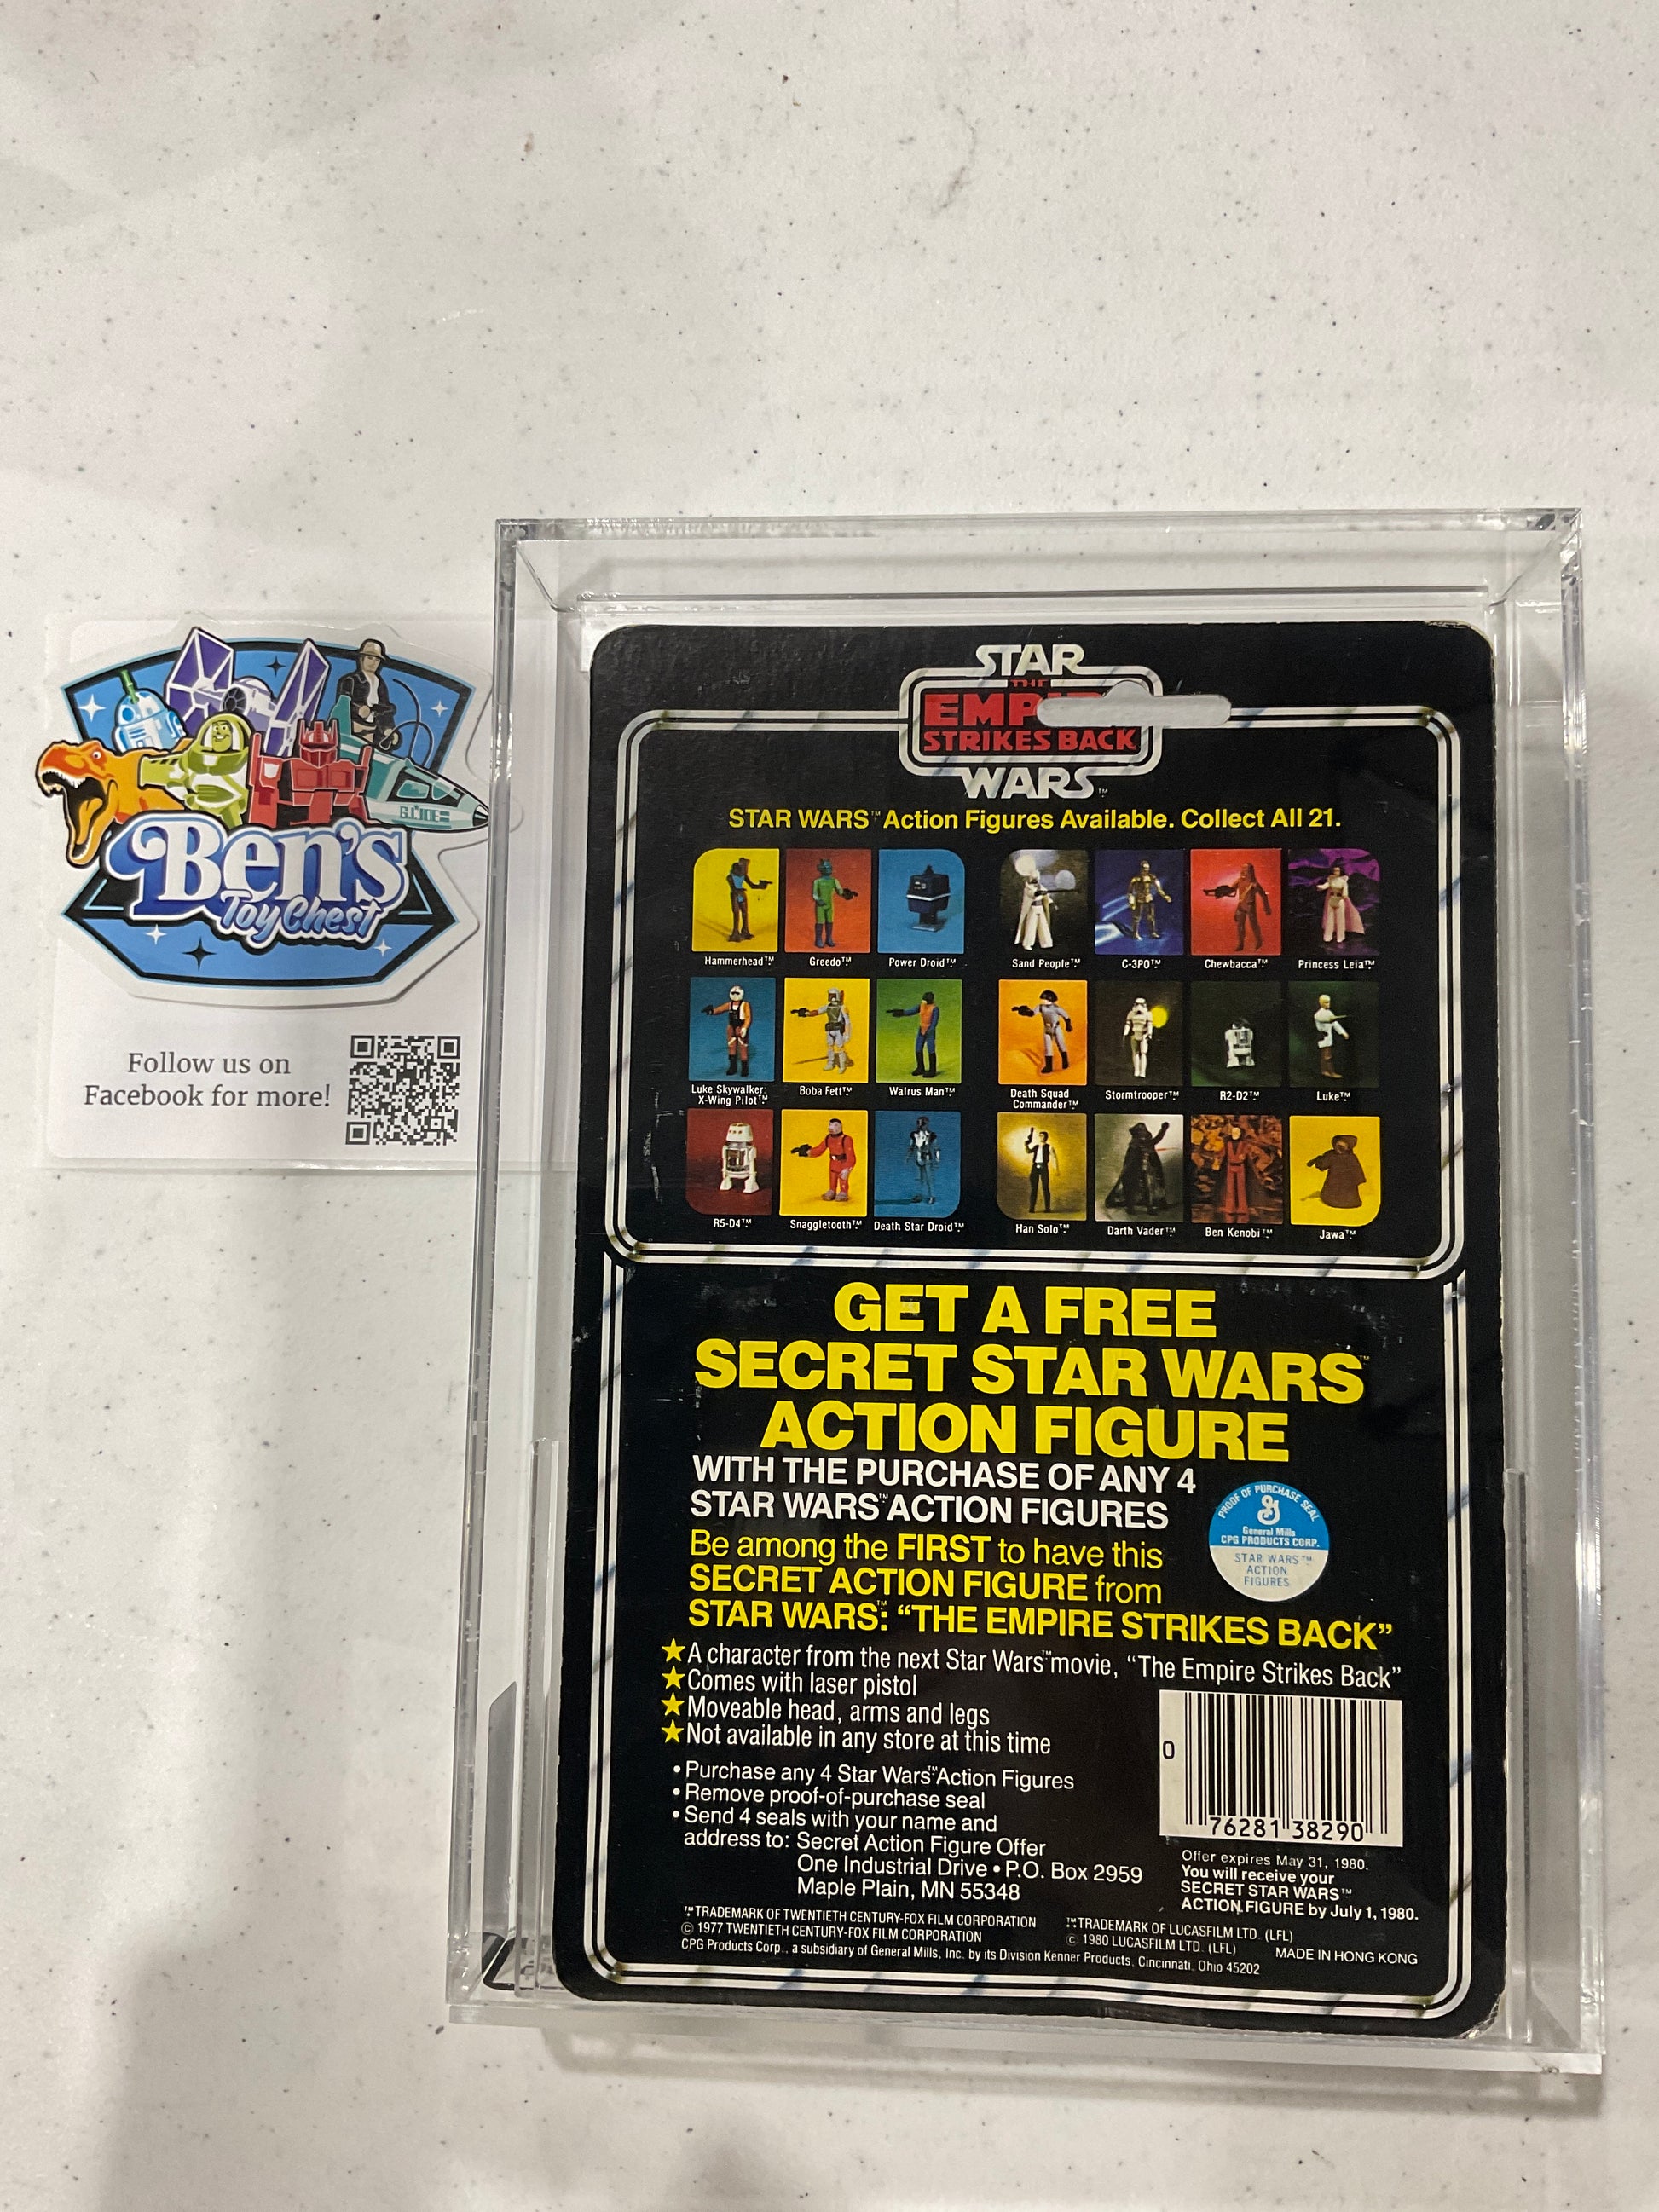 G.I.JOE
Ben's
Toy Chest
Follow us on
Facebook for more!
STAR
THE
EMP
STRIKES BACK
WARS™
STAR WARS™ Action Figures Available. Collect All 21.
Hammerhead™ Greedo™ Power Droid™ Sand People™ C-3PO™ Chewbacca™ Princess Leia™
Luke Skywalker: X-Wing Pilot™ Boba Fett™ Walrus Man™ Death Squad Commander™ Stormtrooper™ R2-D2™ Luke™
R5-D4™ Snaggletooth™ Death Star Droid™ Han Solo™ Darth Vader™ Ben Kenobi™ Jawa™
GET A FREE
SECRET STAR WARS™
ACTION FIGURE
WITH THE PURCHASE OF ANY 4
STAR WARS™ ACTION FIGURES
PROOF OF PURCHASE SEAL
General Mills
CPG PRODUCTS CORP.
STAR WARS™
ACTION
FIGURES
Be among the FIRST to have this
SECRET ACTION FIGURE from
STAR WARS™: “THE EMPIRE STRIKES BACK”
★A character from the next Star Wars™ movie, “The Empire Strikes Back”
★Comes with laser pistol
★Moveable head, arms and legs
★Not available in any store at this time
• Purchase any 4 Star Wars™ Action Figures
• Remove proof-of-purchase seal
• Send 4 seals with your name and
address to: Secret Action Figure Offer
One Industrial Drive • P.O. Box 2959
Maple Plain, MN 55348
0 76281 38290
Offer expires May 31, 1980.
You will receive your
SECRET STAR WARS™
ACTION FIGURE by July 1, 1980.
™TRADEMARK OF TWENTIETH CENTURY-FOX FILM CORPORATION
© 1977 TWENTIETH CENTURY-FOX FILM CORPORATION
™TRADEMARK OF LUCASFILM LTD. (LFL)
© 1980 LUCASFILM LTD. (LFL) MADE IN HONG KONG
CPG Products Corp., a subsidiary of General Mills, Inc. by its Division Kenner Products, Cincinnati, Ohio 45202